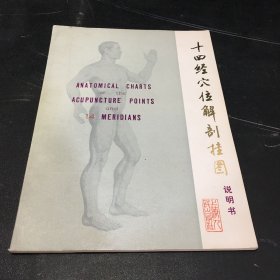 ANATOMICAL CHARTS
OF THE
ACUPUNCTURE POINTS
AND
14 MERIDIANS
十四经穴位解剖挂图
说明书